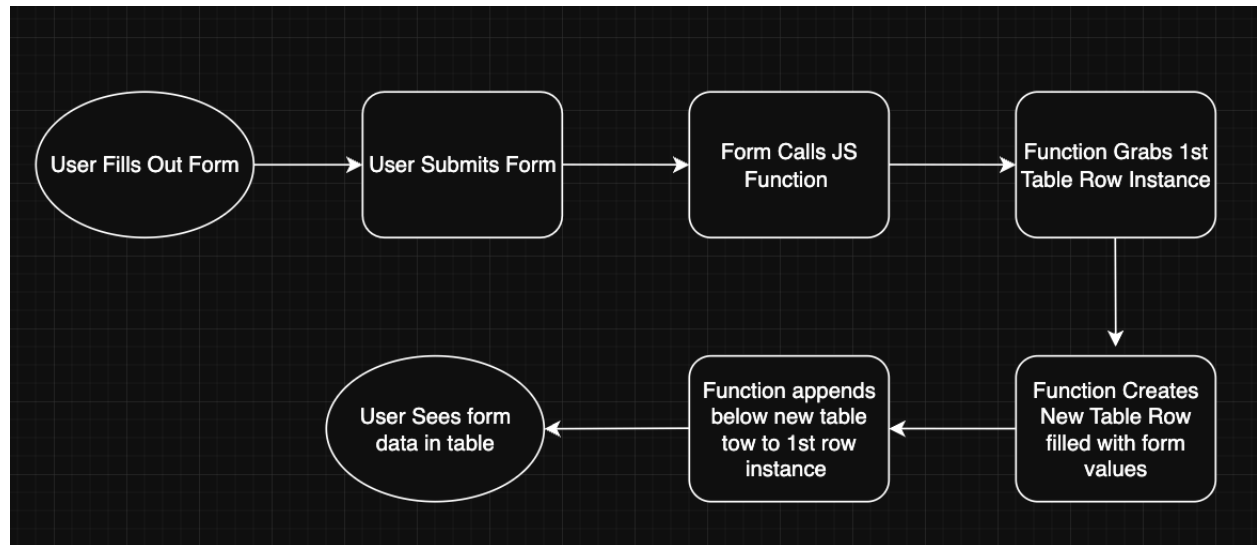 User Fills Out Form
User Submits Form
Form Calls JS
Function
Function Grabs 1st
Table Row Instance
Function Creates
New Table Row
filled with form
values
Function appends
below new table
tow to 1st row
instance
User Sees form
data in table